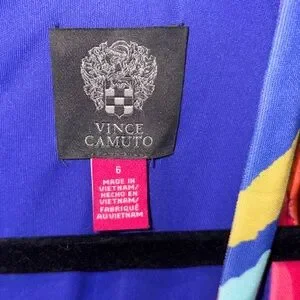 VINCE
CAMUTO
6
MADE IN
VIETNAM/
HECHO EN
VIETNAM/
FABRIQUÉ
AU VIETNAM